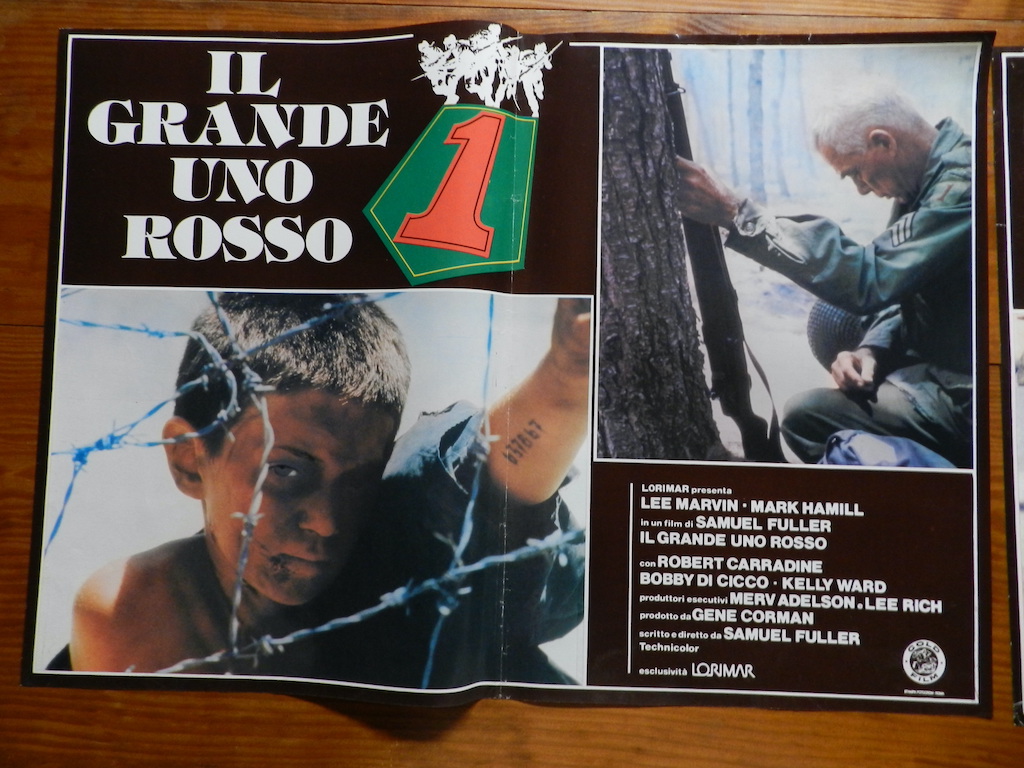 IL
GRANDE
UNO
ROSSO
1
LORIMAR presenta
LEE MARVIN · MARK HAMILL
in un film di SAMUEL FULLER
IL GRANDE UNO ROSSO
con ROBERT CARRADINE
BOBBY DI CICCO · KELLY WARD
produttori esecutivi MERV ADELSON · LEE RICH
prodotto da GENE CORMAN
scritto e diretto da SAMUEL FULLER
Technicolor
esclusività LORIMAR
GOLD
FILM